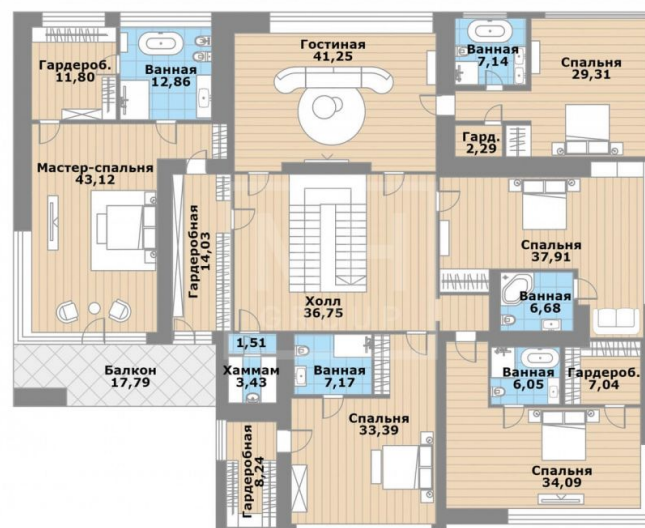 Гардероб.
11,80
Ванная
12,86
Гостиная
41,25
Ванная
7,14
Спальня
29,31
Гард.
2,29
Мастер-спальня
43,12
Гардеробная
14,03
Холл
36,75
Спальня
37,91
Ванная
6,68
Балкон
17,79
1,51
Хаммам
3,43
Ванная
7,17
Спальня
33,39
Ванная
6,05
Гардероб.
7,04
Гардеробная
8,24
Спальня
34,09